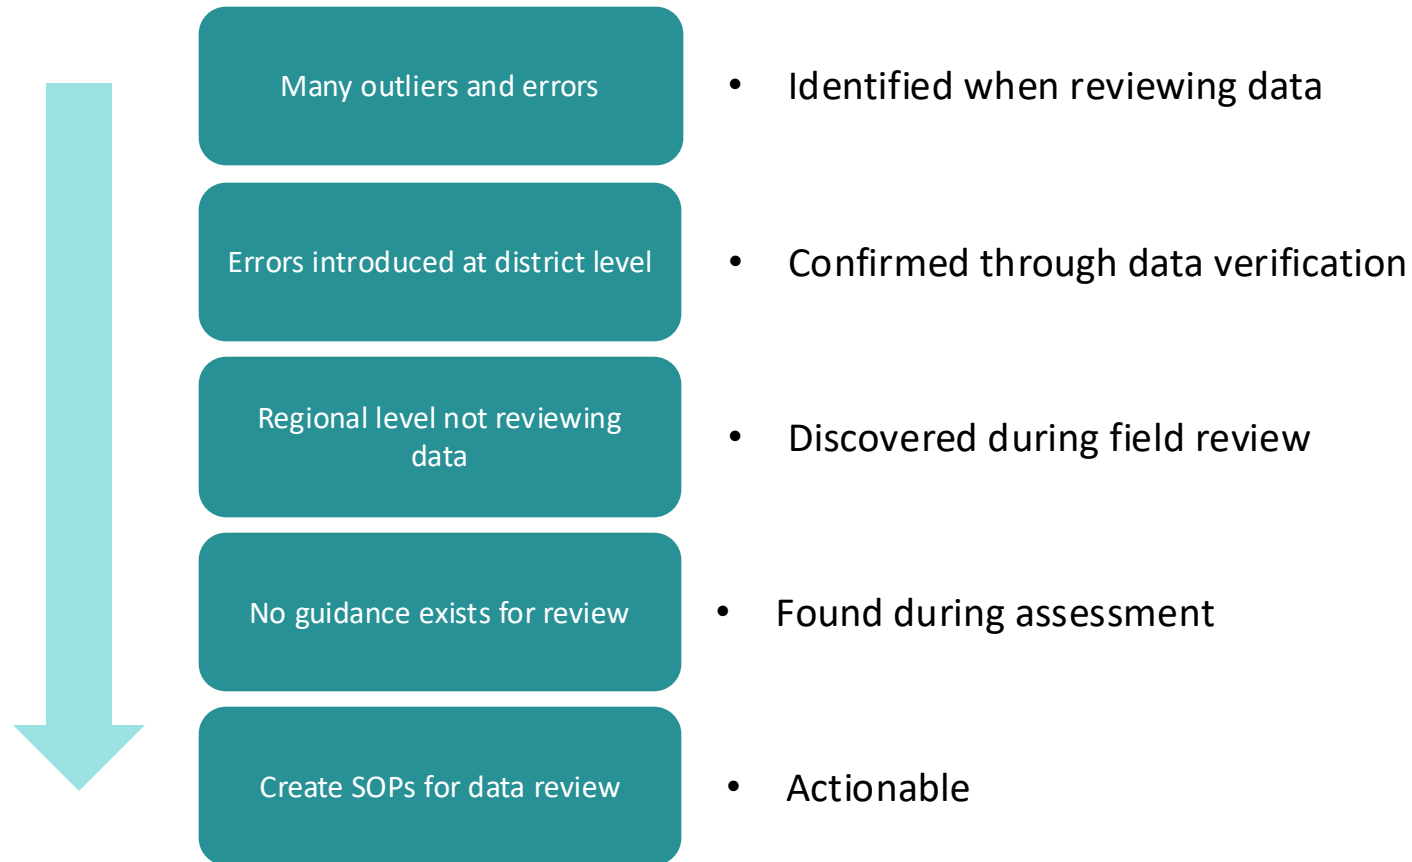 Many outliers and errors
• Identified when reviewing data
Errors introduced at district level
• Confirmed through data verification
Regional level not reviewing
data
• Discovered during field review
No guidance exists for review
• Found during assessment
Create SOPs for data review
• Actionable